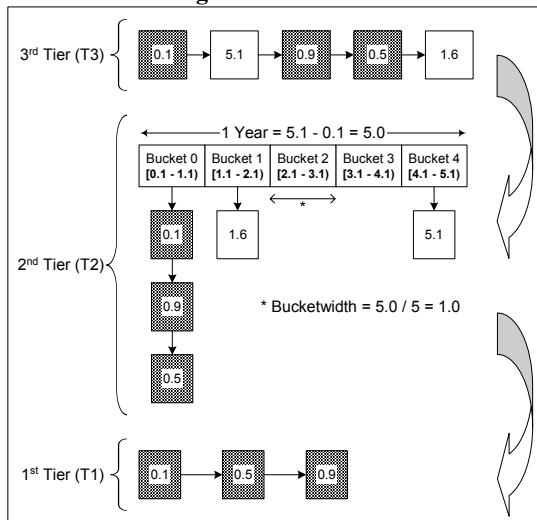 3rd Tier (T3)
0.1
5.1
0.9
0.5
1.6
1 Year = 5.1 - 0.1 = 5.0
Bucket 0
[0.1 - 1.1)
Bucket 1
[1.1 - 2.1)
Bucket 2
[2.1 - 3.1)
Bucket 3
[3.1 - 4.1)
Bucket 4
[4.1 - 5.1)
*
0.1
1.6
5.1
2nd Tier (T2)
0.9
* Bucketwidth = 5.0 / 5 = 1.0
0.5
1st Tier (T1)
0.1
0.5
0.9